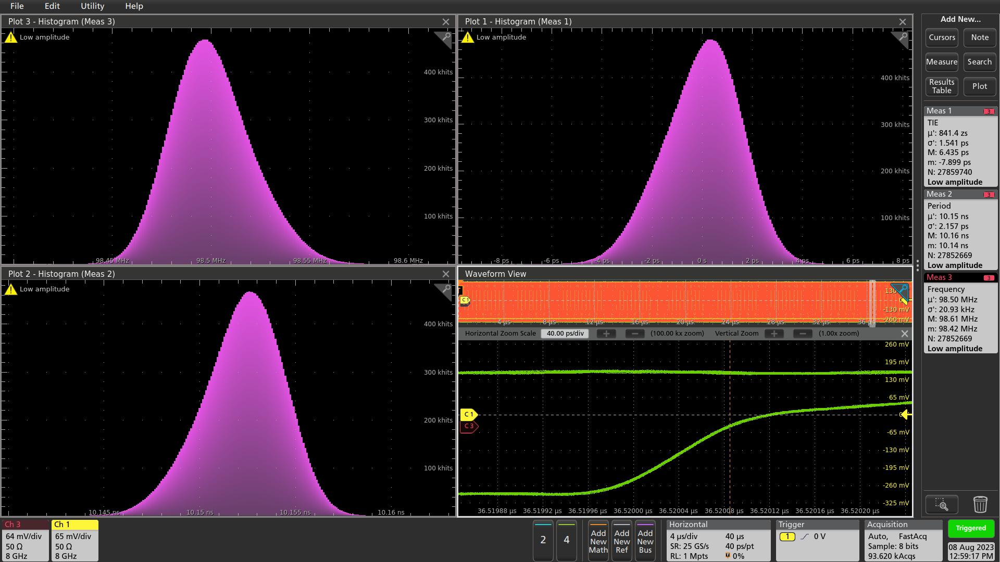 File Edit Utility Help
Plot 3 - Histogram (Meas 3)
Low amplitude
400 khits
300 khits
200 khits
100 khits
98.45 MHz 98.5 MHz 98.55 MHz 98.6 MHz
Plot 1 - Histogram (Meas 1)
Low amplitude
400 khits
300 khits
200 khits
100 khits
-8 ps -6 ps -4 ps -2 ps 0 s 2 ps 4 ps 6 ps 8 ps
Plot 2 - Histogram (Meas 2)
Low amplitude
400 khits
300 khits
200 khits
100 khits
10.145 ns 10.15 ns 10.155 ns 10.16 ns
Waveform View
C 1
130
-130 mV
-260 mV
4 µs 8 µs 12 µs 16 µs 20 µs 24 µs 28 µs 32 µs 36
Horizontal Zoom Scale 40.00 ps/div + − (100.00 kx zoom) Vertical Zoom + − (1.00x zoom)
260 mV
195 mV
130 mV
65 mV
C 1
C 3
-65 mV
-130 mV
-195 mV
-260 mV
-325 mV
36.51988 µs 36.51992 µs 36.51996 µs 36.52000 µs 36.52004 µs 36.52008 µs 36.52012 µs 36.52016 µs 36.52020 µs
Add New...
Cursors Note
Measure Search
Results Table Plot
Meas 1 3
TIE
µ': 841.4 zs
σ': 1.541 ps
M: 6.435 ps
m: -7.899 ps
N: 27859740
Low amplitude
Meas 2 3
Period
µ': 10.15 ns
σ': 2.157 ps
M: 10.16 ns
m: 10.14 ns
N: 27852669
Low amplitude
Meas 3 3
Frequency
µ': 98.50 MHz
σ': 20.93 kHz
M: 98.61 MHz
m: 98.42 MHz
N: 27852669
Low amplitude
Ch 3
64 mV/div
50 Ω
8 GHz
Ch 1
65 mV/div
50 Ω
8 GHz
2
4
Add New Math
Add New Ref
Add New Bus
Horizontal
4 µs/div 40 µs
SR: 25 GS/s 40 ps/pt
RL: 1 Mpts T 0%
Trigger
1 0 V
Acquisition
Auto, FastAcq
Sample: 8 bits
93.620 kAcqs
Triggered
08 Aug 2023
12:59:17 PM